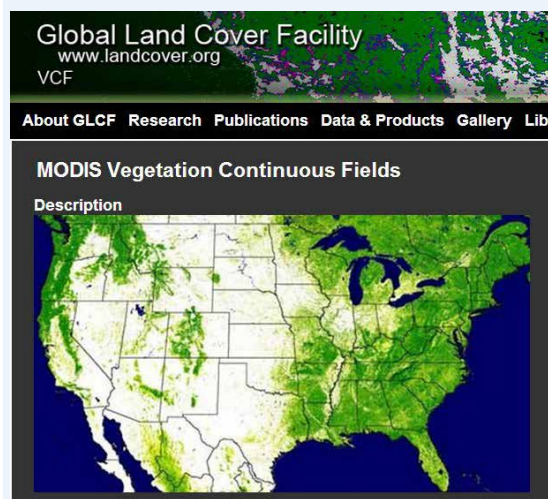 Global Land Cover Facility
www.landcover.org
VCF
About GLCF Research Publications Data & Products Gallery Lib
MODIS Vegetation Continuous Fields
Description